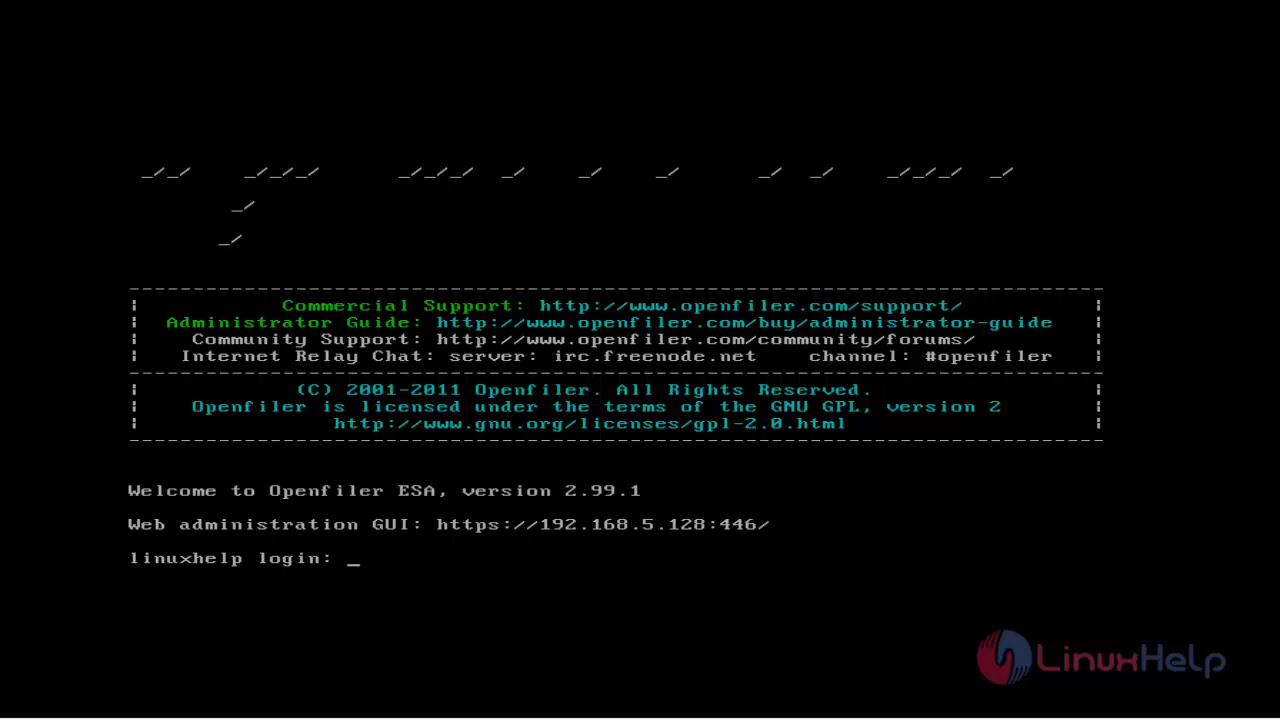 _/_/    _/_/_/      _/_/_/  _/    _/    _/      _/  _/    _/_/_/  _/
_/
_/
-----------------------------------------------------------------------------
¦ Commercial Support: http://www.openfiler.com/support/ ¦
¦ Administrator Guide: http://www.openfiler.com/buy/administrator-guide ¦
¦ Community Support: http://www.openfiler.com/community/forums/ ¦
¦ Internet Relay Chat: server: irc.freenode.net    channel: #openfiler ¦
-----------------------------------------------------------------------------
¦ (C) 2001-2011 Openfiler. All Rights Reserved. ¦
¦ Openfiler is licensed under the terms of the GNU GPL, version 2 ¦
¦ http://www.gnu.org/licenses/gpl-2.0.html ¦
-----------------------------------------------------------------------------
Welcome to Openfiler ESA, version 2.99.1
Web administration GUI: https://192.168.5.128:446/
linuxhelp login: _
LinuxHelp